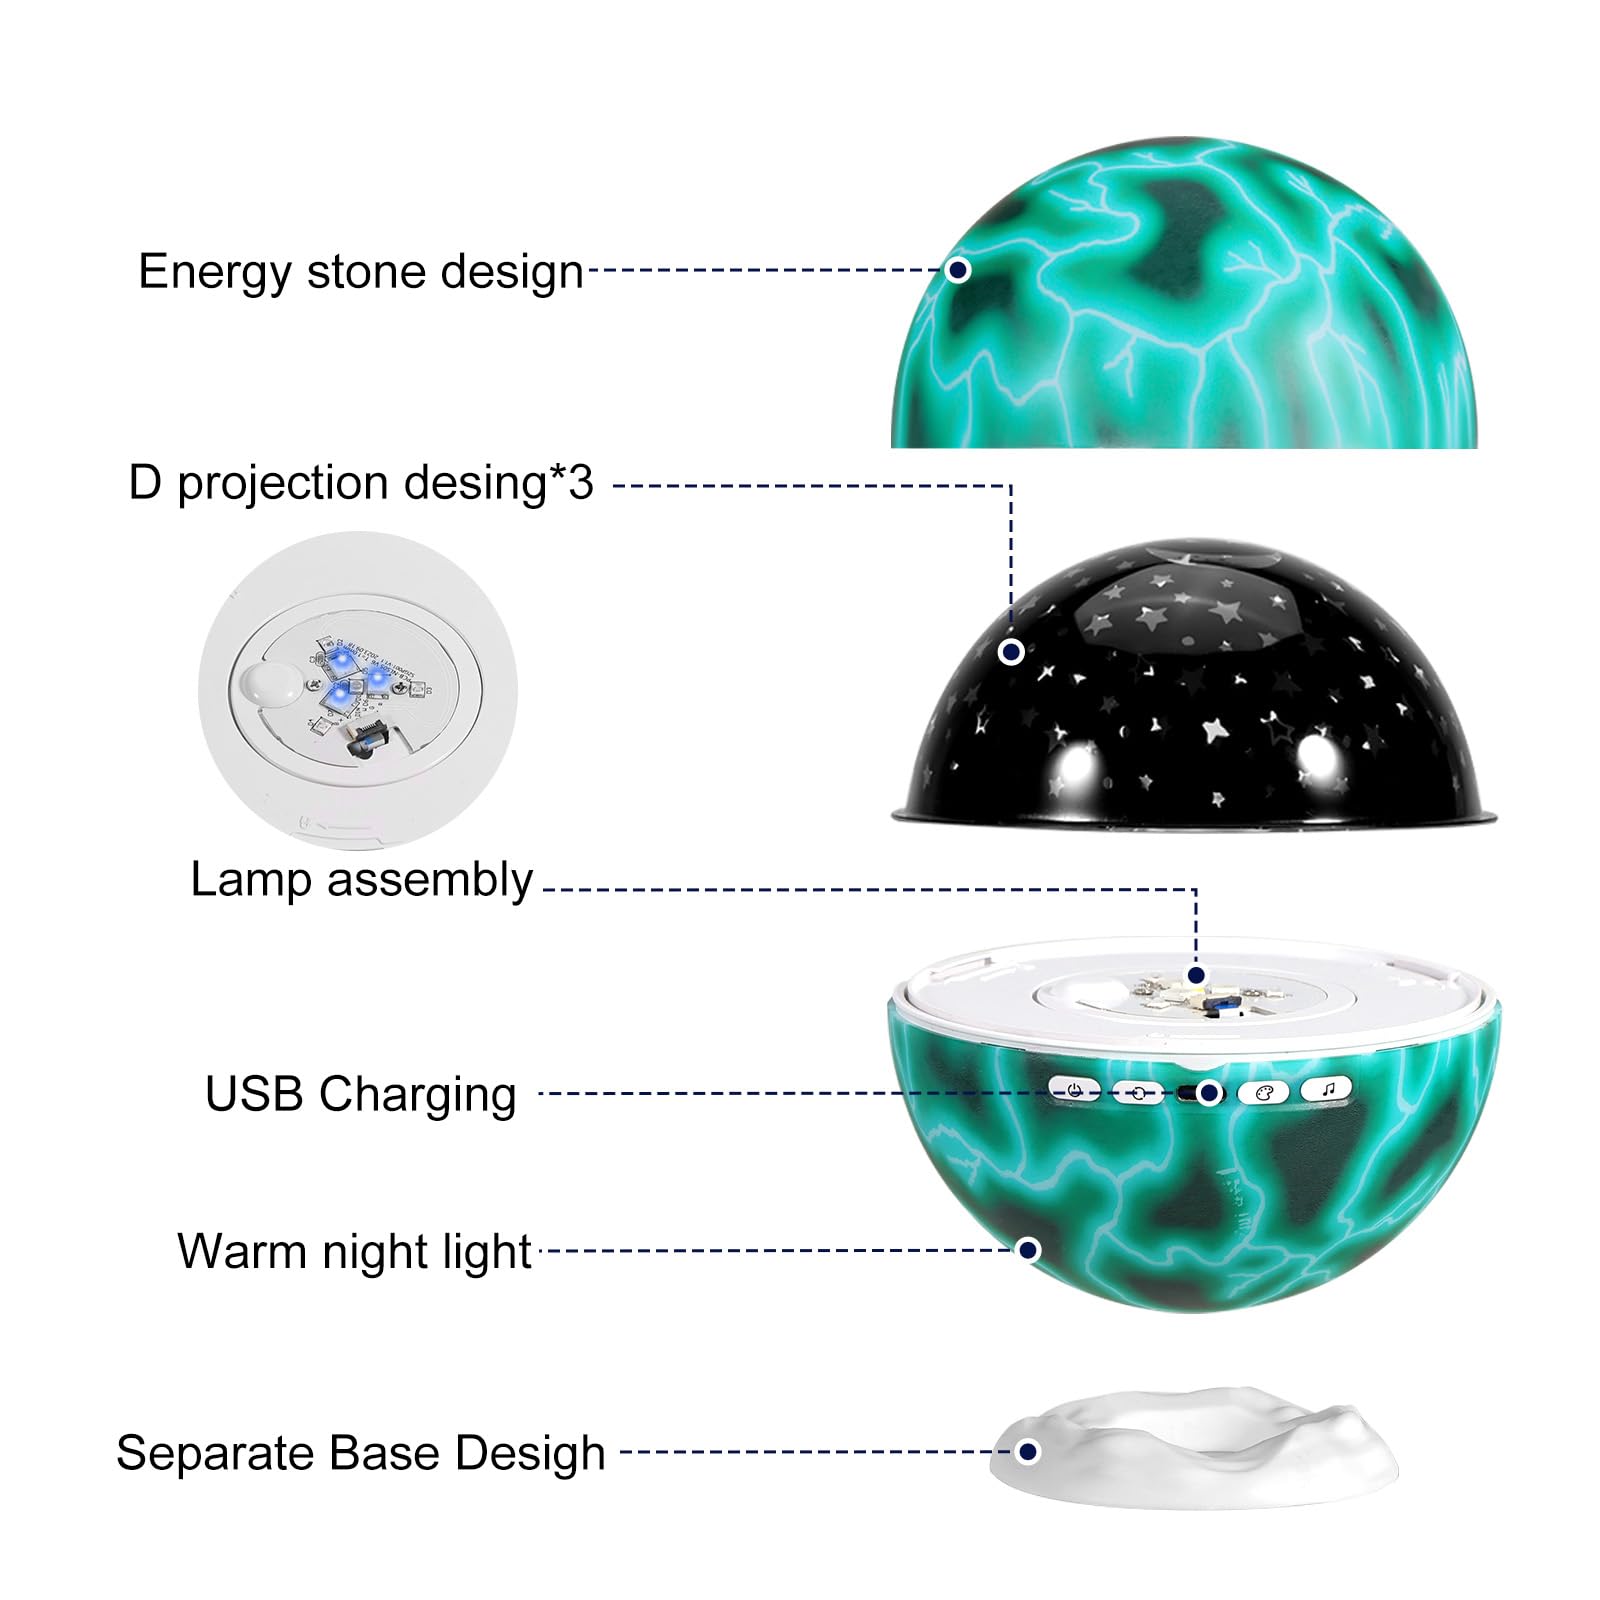 Energy stone design
D projection desing*3
Lamp assembly
USB Charging
Warm night light
Separate Base Desigh